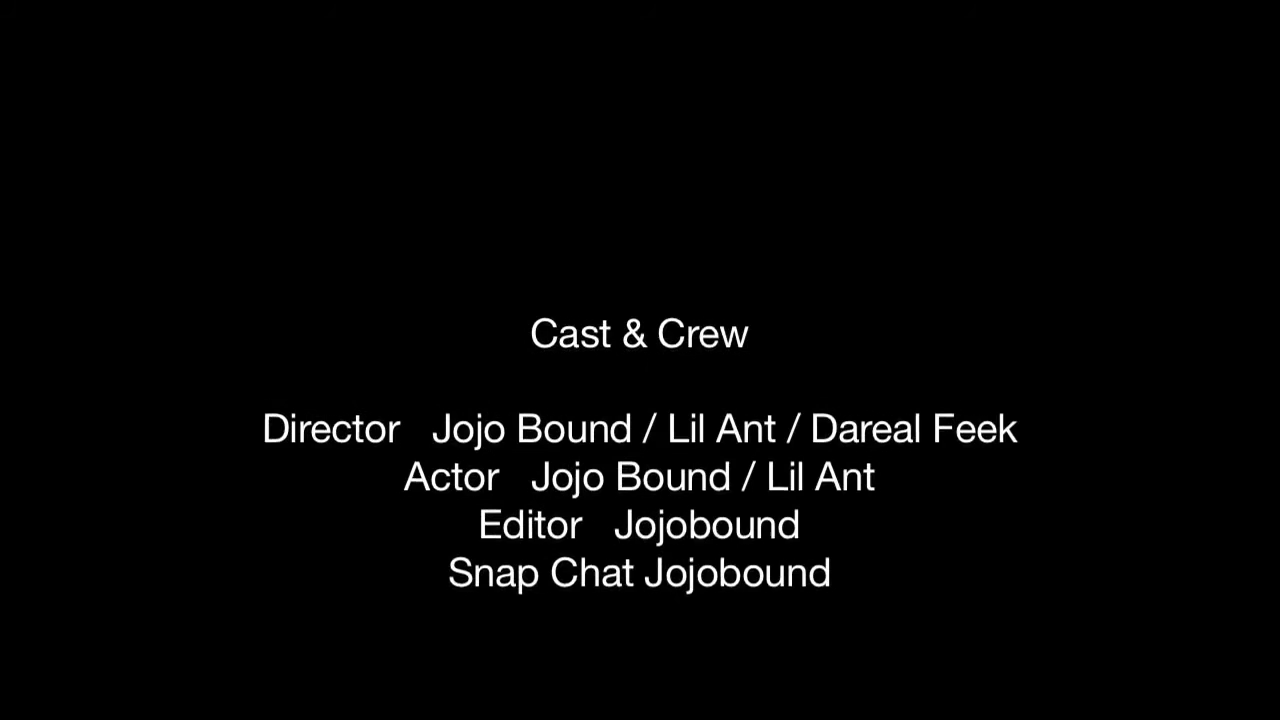 Cast & Crew
Director Jojo Bound / Lil Ant / Dareal Feek
Actor Jojo Bound / Lil Ant
Editor Jojobound
Snap Chat Jojobound